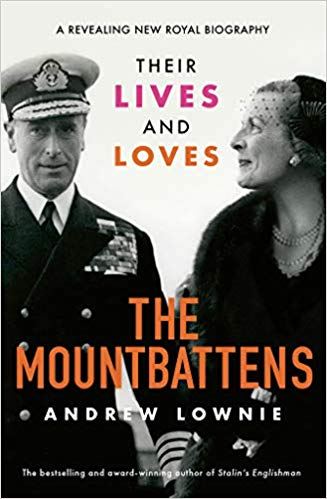 A REVEALING NEW ROYAL BIOGRAPHY
THEIR
LIVES
AND
LOVES
THE
MOUNTBATTENS
ANDREW LOWNIE
The bestselling and award-winning author of Stalin's Englishman